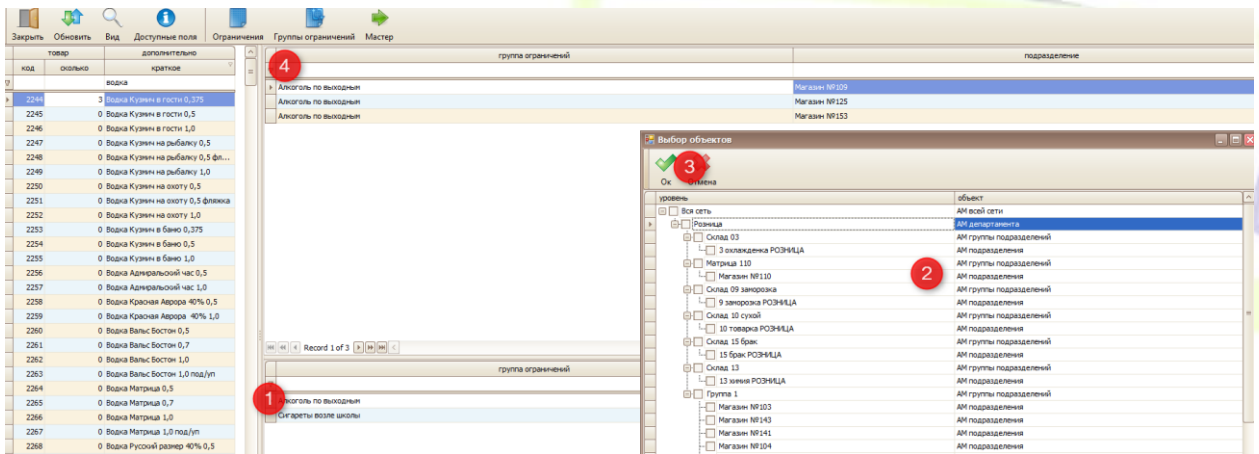 Закрыть Обновить Вид Доступные поля Ограничения Группы ограничений Мастер
товар дополнительно
код сколько краткое
водка
2244 3 Водка Кузмич в гости 0,375
2245 0 Водка Кузмич в гости 0,5
2246 0 Водка Кузмич в гости 1,0
2247 0 Водка Кузмич на рыбалку 0,5
2248 0 Водка Кузмич на рыбалку 0,5 фл...
2249 0 Водка Кузмич на рыбалку 1,0
2250 0 Водка Кузмич на охоту 0,5
2251 0 Водка Кузмич на охоту 0,5 фляжка
2252 0 Водка Кузмич на охоту 1,0
2253 0 Водка Кузмич в баню 0,375
2254 0 Водка Кузмич в баню 0,5
2255 0 Водка Кузмич в баню 1,0
2256 0 Водка Адмиральский час 0,5
2257 0 Водка Адмиральский час 1,0
2258 0 Водка Красная Аврора 40% 0,5
2259 0 Водка Красная Аврора 40% 1,0
2260 0 Водка Вальс Бостон 0,5
2261 0 Водка Вальс Бостон 0,7
2262 0 Водка Вальс Бостон 1,0
2263 0 Водка Вальс Бостон 1,0 под/уп
2264 0 Водка Матрица 0,5
2265 0 Водка Матрица 0,7
2266 0 Водка Матрица 1,0
2267 0 Водка Матрица 1,0 под/уп
2268 0 Водка Русский размер 40% 0,5
группа ограничений подразделение
4
Алкоголь по выходным Магазин №109
Алкоголь по выходным Магазин №125
Алкоголь по выходным Магазин №153
Record 1 of 3
группа ограничений
1
Алкоголь по выходным
Сигареты возле школы
Выбор объектов
3
Ок Отмена
уровень объект
Вся сеть АМ всей сети
Розница АМ департамента
Склад 03 АМ группы подразделений
3 охлажденка РОЗНИЦА АМ подразделения
Матрица 110 АМ группы подразделений
2
Магазин №110 АМ подразделения
Склад 09 заморозка АМ группы подразделений
9 заморозка РОЗНИЦА АМ подразделения
Склад 10 сухой АМ группы подразделений
10 товарка РОЗНИЦА АМ подразделения
Склад 15 брак АМ группы подразделений
15 брак РОЗНИЦА АМ подразделения
Склад 13 АМ группы подразделений
13 химия РОЗНИЦА АМ подразделения
Группа 1 АМ группы подразделений
Магазин №103 АМ подразделения
Магазин №143 АМ подразделения
Магазин №141 АМ подразделения
Магазин №104 АМ подразделения